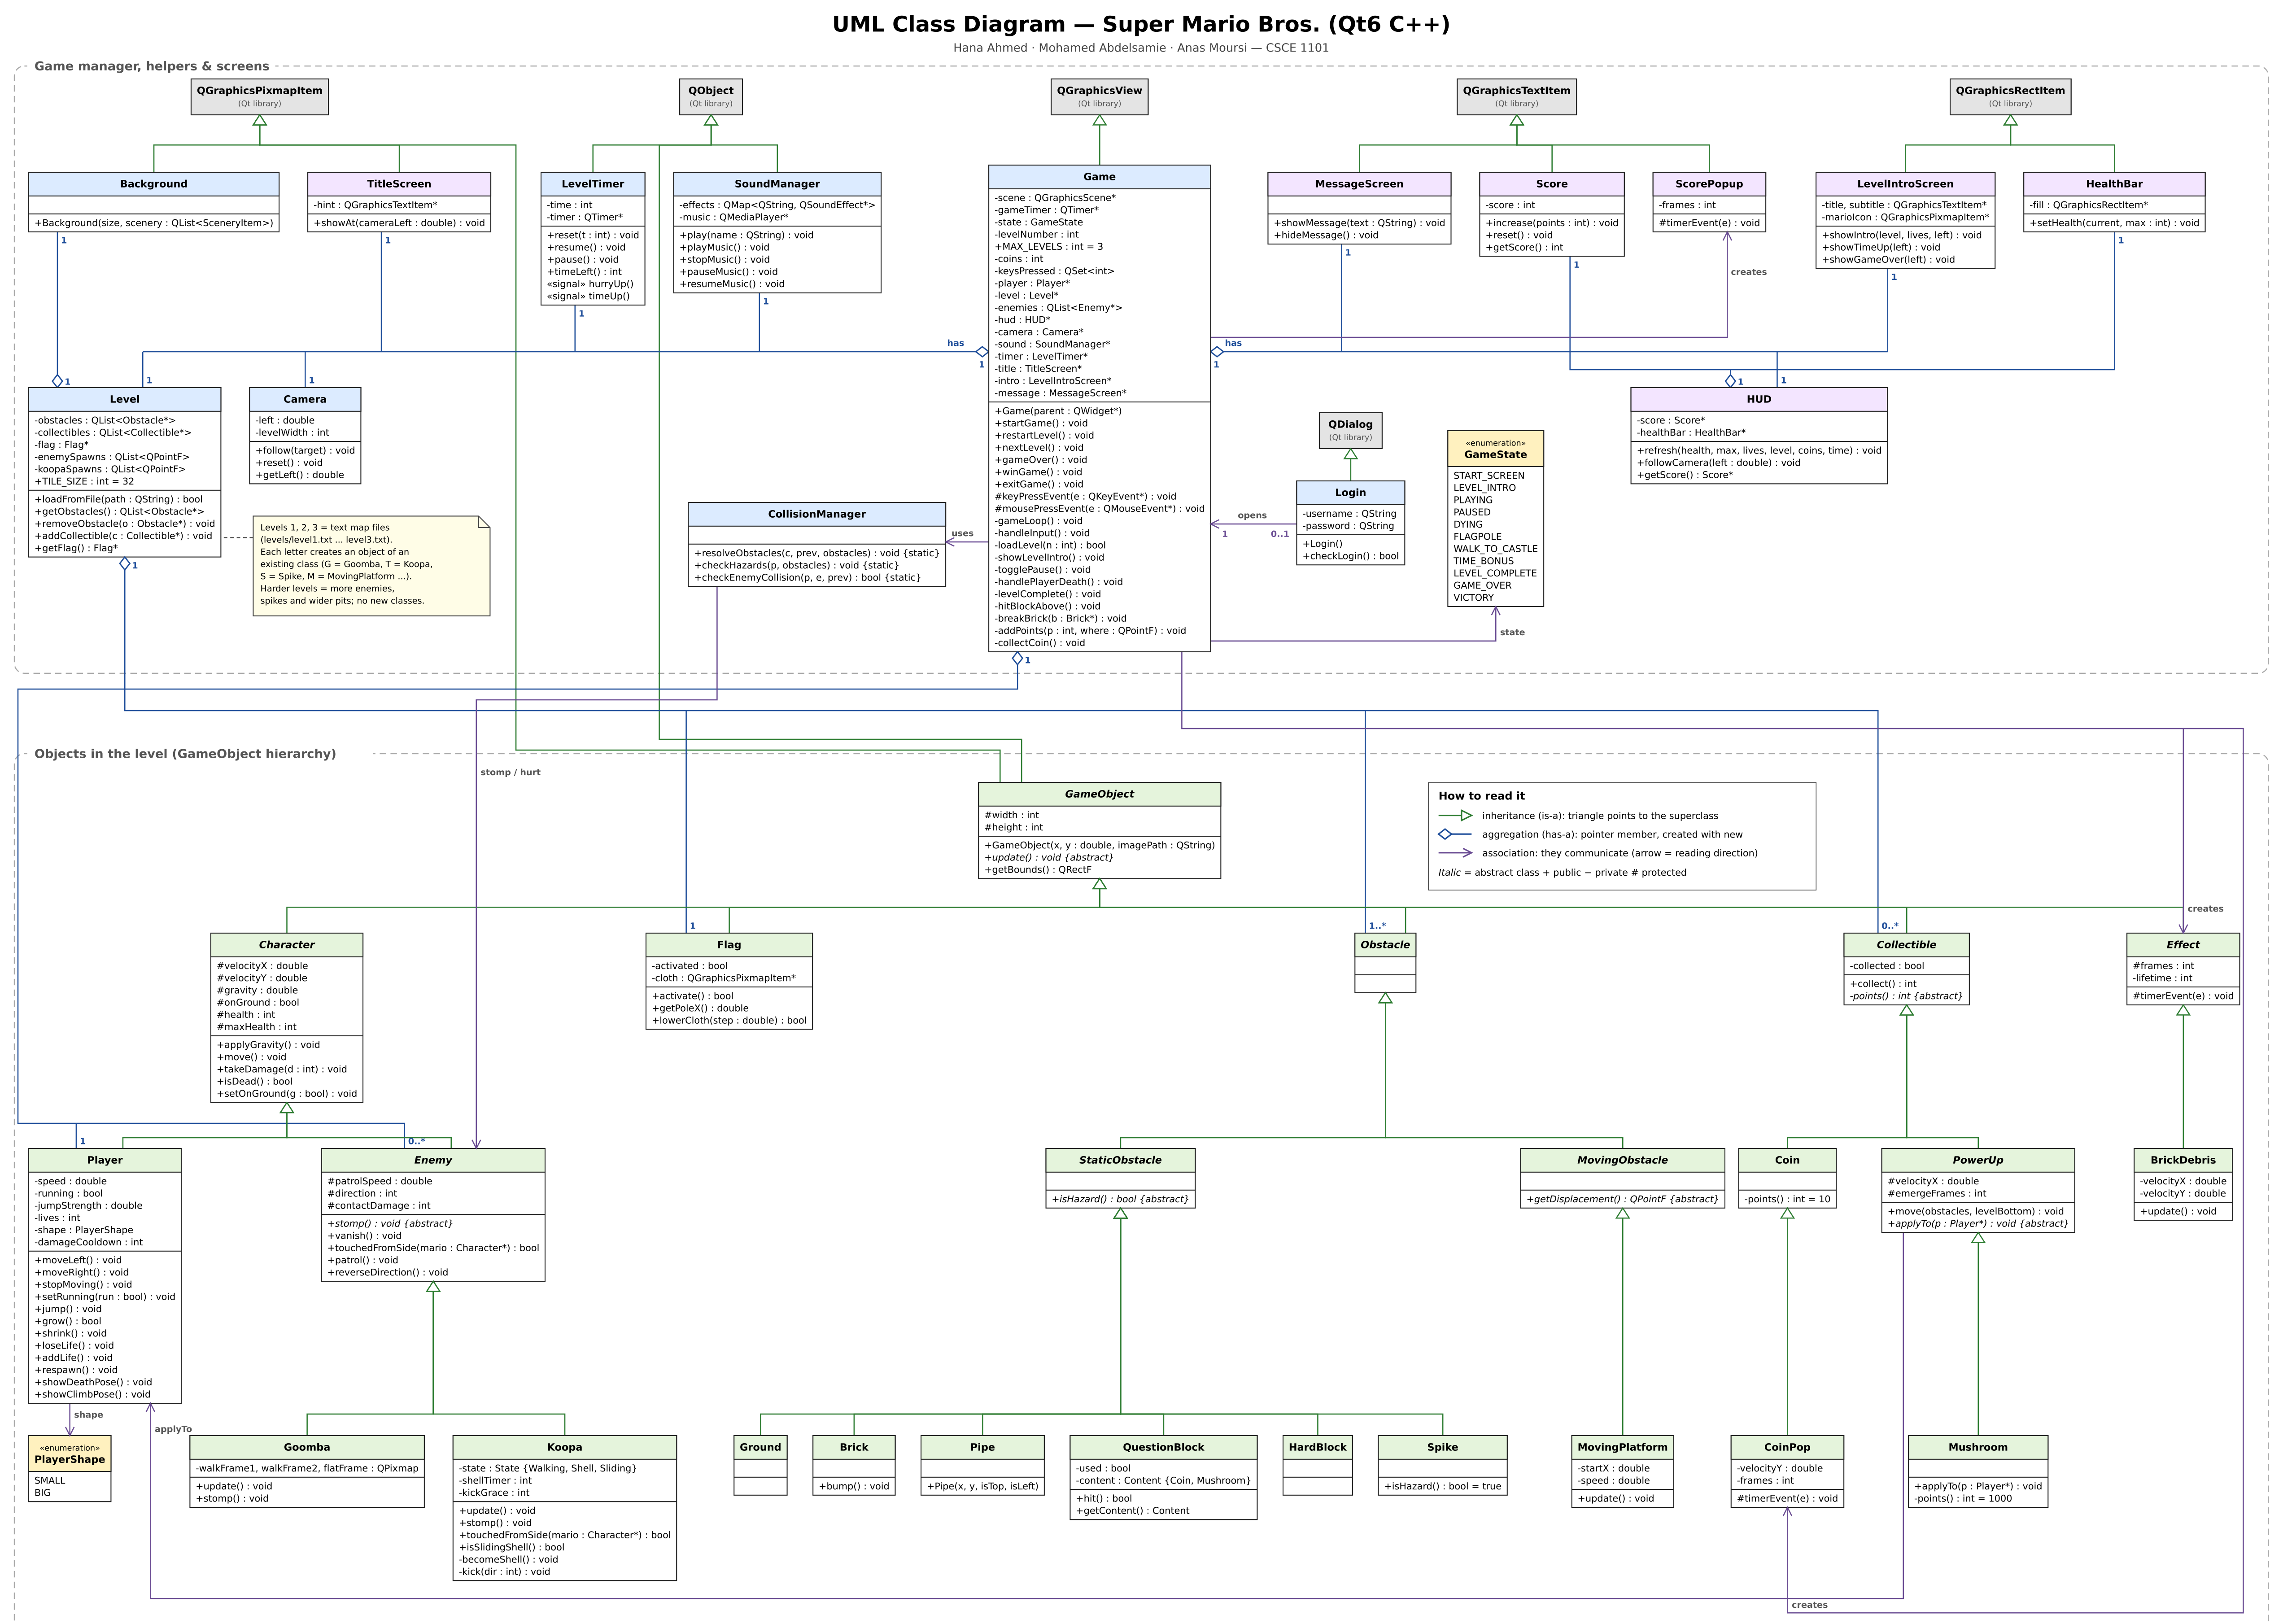 UML Class Diagram — Super Mario Bros. (Qt6 C++)
Hana Ahmed · Mohamed Abdelsamie · Anas Moursi — CSCE 1101
Game manager, helpers & screens
QGraphicsPixmapItem
(Qt library)
QObject
(Qt library)
QGraphicsView
(Qt library)
QGraphicsTextItem
(Qt library)
QGraphicsRectItem
(Qt library)
Background
+Background(size, scenery : QList<SceneryItem>)
1
TitleScreen
-hint : QGraphicsTextItem*
+showAt(cameraLeft : double) : void
1
LevelTimer
-time : int
-timer : QTimer*
+reset(t : int) : void
+resume() : void
+pause() : void
+timeLeft() : int
«signal» hurryUp()
«signal» timeUp()
1
SoundManager
-effects : QMap<QString, QSoundEffect*>
-music : QMediaPlayer*
+play(name : QString) : void
+playMusic() : void
+stopMusic() : void
+pauseMusic() : void
+resumeMusic() : void
1
Game
-scene : QGraphicsScene*
-gameTimer : QTimer*
-state : GameState
-levelNumber : int
+MAX_LEVELS : int = 3
-coins : int
-keysPressed : QSet<int>
-player : Player*
-level : Level*
-enemies : QList<Enemy*>
-hud : HUD*
-camera : Camera*
-sound : SoundManager*
-timer : LevelTimer*
-title : TitleScreen*
-intro : LevelIntroScreen*
-message : MessageScreen*
+Game(parent : QWidget*)
+startGame() : void
+restartLevel() : void
+nextLevel() : void
+gameOver() : void
+winGame() : void
+exitGame() : void
#keyPressEvent(e : QKeyEvent*) : void
#mousePressEvent(e : QMouseEvent*) : void
-gameLoop() : void
-handleInput() : void
-loadLevel(n : int) : bool
-showLevelIntro() : void
-togglePause() : void
-handlePlayerDeath() : void
-levelComplete() : void
-hitBlockAbove() : void
-breakBrick(b : Brick*) : void
-addPoints(p : int, where : QPointF) : void
-collectCoin() : void
has
1
has
1
1
MessageScreen
+showMessage(text : QString) : void
+hideMessage() : void
1
Score
-score : int
+increase(points : int) : void
+reset() : void
+getScore() : int
1
ScorePopup
-frames : int
#timerEvent(e) : void
creates
LevelIntroScreen
-title, subtitle : QGraphicsTextItem*
-marioIcon : QGraphicsPixmapItem*
+showIntro(level, lives, left) : void
+showTimeUp(left) : void
+showGameOver(left) : void
1
HealthBar
-fill : QGraphicsRectItem*
+setHealth(current, max : int) : void
1
1
1
1
Level
-obstacles : QList<Obstacle*>
-collectibles : QList<Collectible*>
-flag : Flag*
-enemySpawns : QList<QPointF>
-koopaSpawns : QList<QPointF>
+TILE_SIZE : int = 32
+loadFromFile(path : QString) : bool
+getObstacles() : QList<Obstacle*>
+removeObstacle(o : Obstacle*) : void
+addCollectible(c : Collectible*) : void
+getFlag() : Flag*
1
Camera
-left : double
-levelWidth : int
+follow(target) : void
+reset() : void
+getLeft() : double
Levels 1, 2, 3 = text map files
(levels/level1.txt ... level3.txt).
Each letter creates an object of an
existing class (G = Goomba, T = Koopa,
S = Spike, M = MovingPlatform ...).
Harder levels = more enemies,
spikes and wider pits; no new classes.
CollisionManager
+resolveObstacles(c, prev, obstacles) : void {static}
+checkHazards(p, obstacles) : void {static}
+checkEnemyCollision(p, e, prev) : bool {static}
uses
QDialog
(Qt library)
Login
-username : QString
-password : QString
+Login()
+checkLogin() : bool
opens
1
0..1
«enumeration»
GameState
START_SCREEN
LEVEL_INTRO
PLAYING
PAUSED
DYING
FLAGPOLE
WALK_TO_CASTLE
TIME_BONUS
LEVEL_COMPLETE
GAME_OVER
VICTORY
state
1
1
HUD
-score : Score*
-healthBar : HealthBar*
+refresh(health, max, lives, level, coins, time) : void
+followCamera(left : double) : void
+getScore() : Score*
Objects in the level (GameObject hierarchy)
stomp / hurt
GameObject
#width : int
#height : int
+GameObject(x, y : double, imagePath : QString)
+update() : void {abstract}
+getBounds() : QRectF
How to read it
inheritance (is-a): triangle points to the superclass
aggregation (has-a): pointer member, created with new
association: they communicate (arrow = reading direction)
Italic = abstract class + public − private # protected
Character
#velocityX : double
#velocityY : double
#gravity : double
#onGround : bool
#health : int
#maxHealth : int
+applyGravity() : void
+move() : void
+takeDamage(d : int) : void
+isDead() : bool
+setOnGround(g : bool) : void
1
Flag
-activated : bool
-cloth : QGraphicsPixmapItem*
+activate() : bool
+getPoleX() : double
+lowerCloth(step : double) : bool
1..*
Obstacle
0..*
Collectible
-collected : bool
+collect() : int
-points() : int {abstract}
creates
Effect
#frames : int
-lifetime : int
#timerEvent(e) : void
1
Player
-speed : double
-running : bool
-jumpStrength : double
-lives : int
-shape : PlayerShape
-damageCooldown : int
+moveLeft() : void
+moveRight() : void
+stopMoving() : void
+setRunning(run : bool) : void
+jump() : void
+grow() : bool
+shrink() : void
+loseLife() : void
+addLife() : void
+respawn() : void
+showDeathPose() : void
+showClimbPose() : void
0..*
Enemy
#patrolSpeed : double
#direction : int
#contactDamage : int
+stomp() : void {abstract}
+vanish() : void
+touchedFromSide(mario : Character*) : bool
+patrol() : void
+reverseDirection() : void
StaticObstacle
+isHazard() : bool {abstract}
MovingObstacle
+getDisplacement() : QPointF {abstract}
Coin
-points() : int = 10
PowerUp
#velocityX : double
#emergeFrames : int
+move(obstacles, levelBottom) : void
+applyTo(p : Player*) : void {abstract}
BrickDebris
-velocityX : double
-velocityY : double
+update() : void
shape
applyTo
«enumeration»
PlayerShape
SMALL
BIG
Goomba
-walkFrame1, walkFrame2, flatFrame : QPixmap
+update() : void
+stomp() : void
Koopa
-state : State {Walking, Shell, Sliding}
-shellTimer : int
-kickGrace : int
+update() : void
+stomp() : void
+touchedFromSide(mario : Character*) : bool
+isSlidingShell() : bool
-becomeShell() : void
-kick(dir : int) : void
Ground
Brick
+bump() : void
Pipe
+Pipe(x, y, isTop, isLeft)
QuestionBlock
-used : bool
-content : Content {Coin, Mushroom}
+hit() : bool
+getContent() : Content
HardBlock
Spike
+isHazard() : bool = true
MovingPlatform
-startX : double
-speed : double
+update() : void
CoinPop
-velocityY : double
-frames : int
#timerEvent(e) : void
Mushroom
+applyTo(p : Player*) : void
-points() : int = 1000
creates